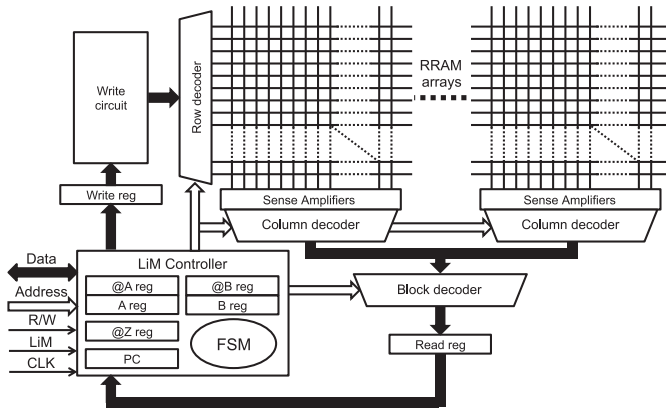 Write
circuit
Row decoder
RRAM
arrays
Write reg
Sense Amplifiers
Sense Amplifiers
Column decoder
Column decoder
Data
LiM Controller
Address
@A reg
@B reg
A reg
B reg
Block decoder
R/W
@Z reg
FSM
LiM
PC
Read reg
CLK